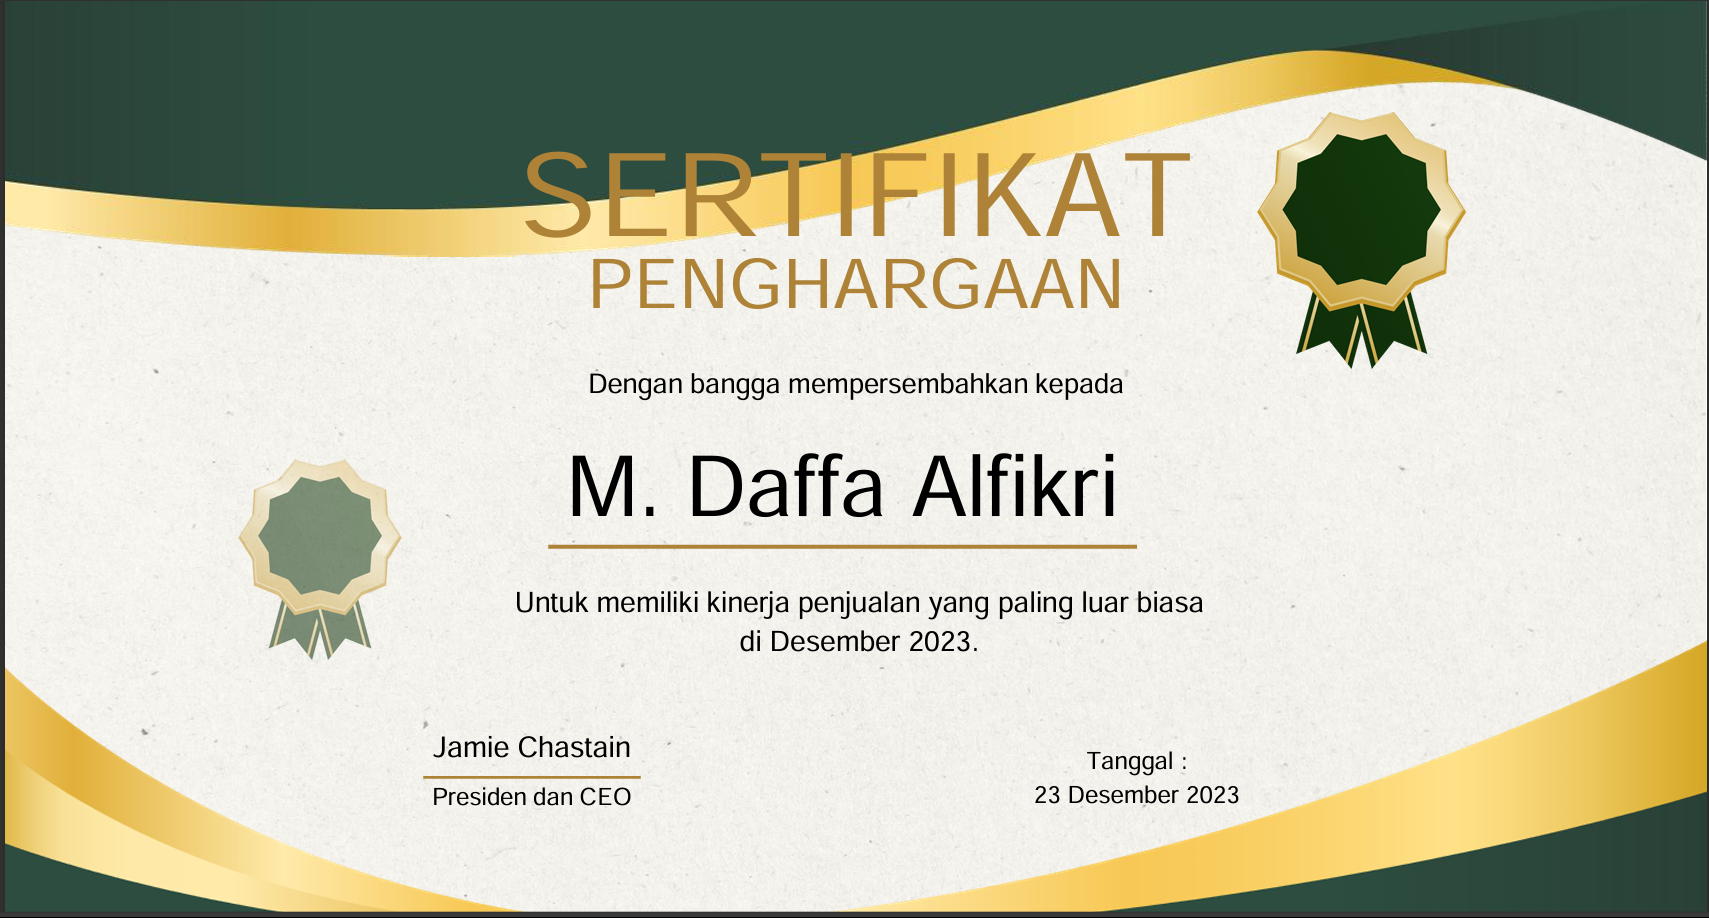 SERTIFIKAT
PENGHARGAAN
Dengan bangga mempersembahkan kepada
M. Daffa Alfikri
Untuk memiliki kinerja penjualan yang paling luar biasa
di Desember 2023.
Jamie Chastain
Presiden dan CEO
Tanggal :
23 Desember 2023